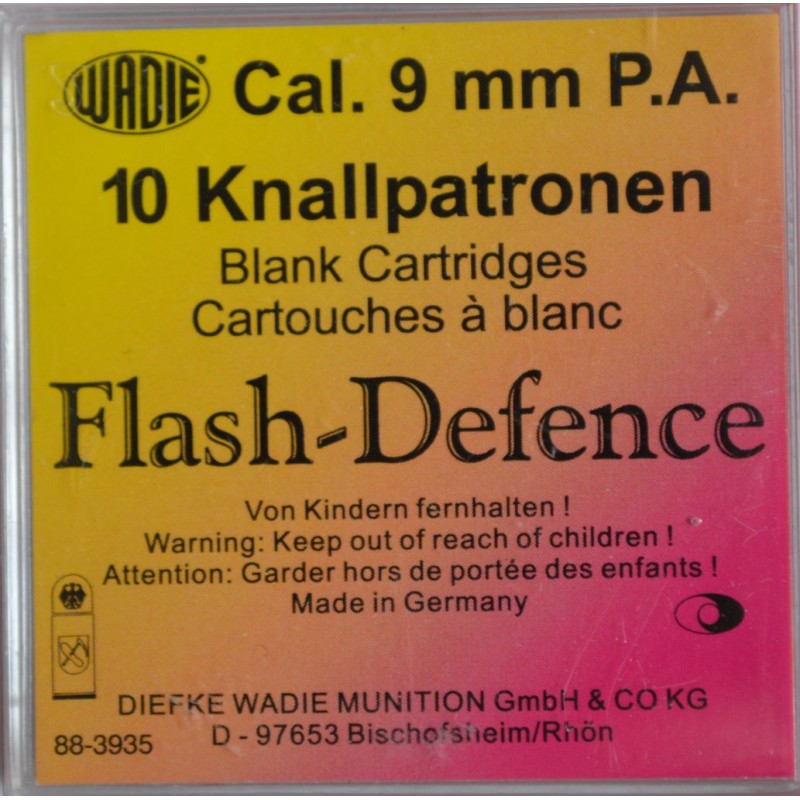 WADIE
Cal. 9 mm P.A.
10 Knallpatronen
Blank Cartridges
Cartouches à blanc
Flash-Defence
Von Kindern fernhalten !
Warning: Keep out of reach of children !
Attention: Garder hors de portée des enfants !
Made in Germany
DIEFKE WADIE MUNITION GmbH & CO KG
D - 97653 Bischofsheim/Rhön
88-3935